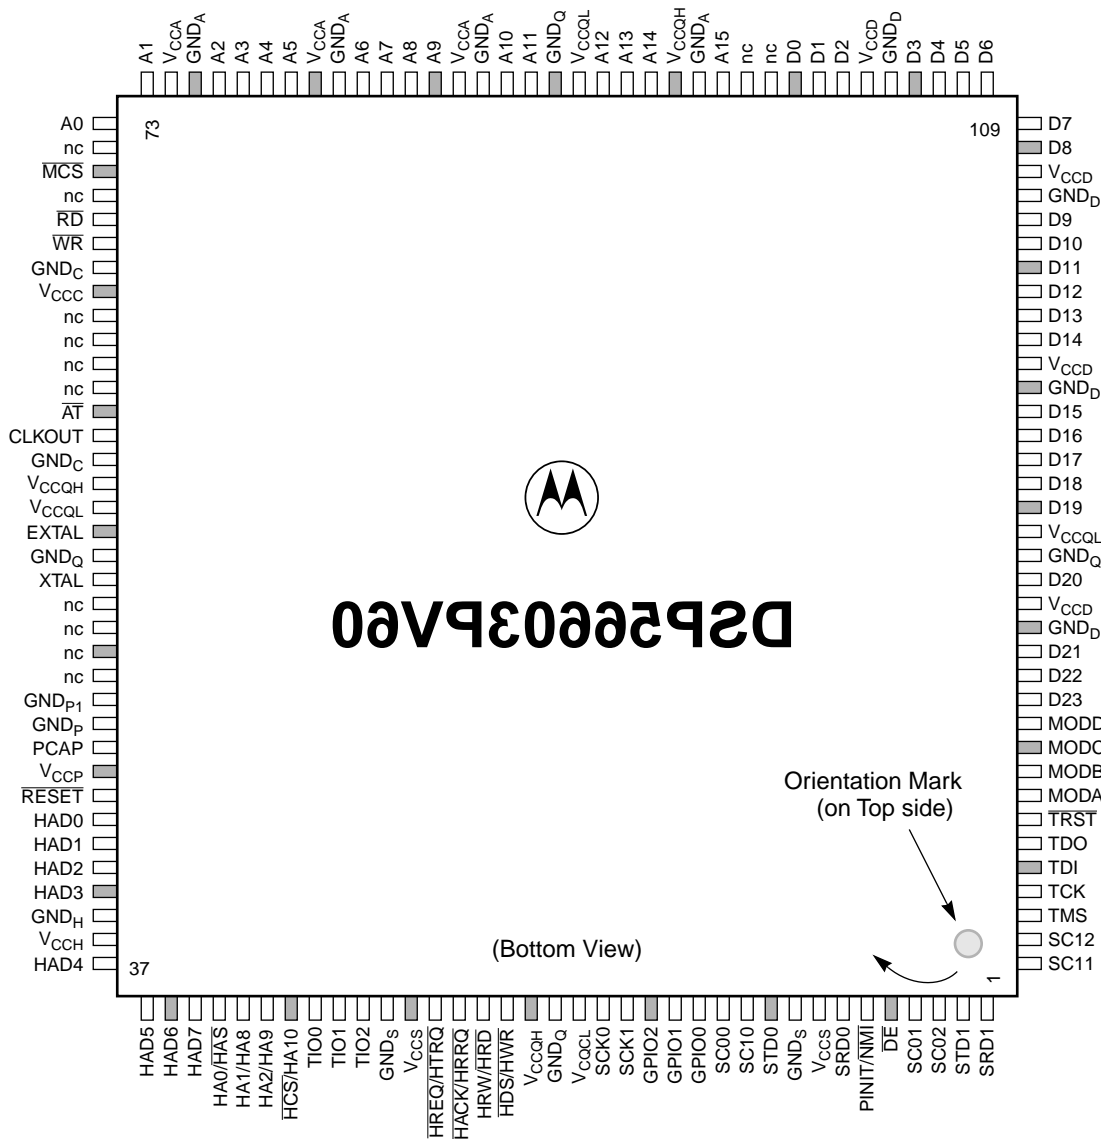 A1
VCCA
GNDA
A2
A3
A4
A5
VCCA
GNDA
A6
A7
A8
A9
VCCA
GNDA
A10
A11
GNDQ
VCCQL
A12
A13
A14
VCCQH
GNDA
A15
nc
nc
D0
D1
D2
VCCD
GNDD
D3
D4
D5
D6
73
109
A0
nc
MCS
nc
RD
WR
GNDC
VCCC
nc
nc
nc
nc
AT
CLKOUT
GNDC
VCCQH
VCCQL
EXTAL
GNDQ
XTAL
nc
nc
nc
nc
GNDP1
GNDP
PCAP
VCCP
RESET
HAD0
HAD1
HAD2
HAD3
GNDH
VCCH
HAD4
D7
D8
VCCD
GNDD
D9
D10
D11
D12
D13
D14
VCCD
GNDD
D15
D16
D17
D18
D19
VCCQL
GNDQ
D20
VCCD
GNDD
D21
D22
D23
MODD
MODC
MODB
MODA
TRST
TDO
TDI
TCK
TMS
SC12
SC11
DSP56603PV60
Orientation Mark
(on Top side)
(Bottom View)
37
1
HAD5
HAD6
HAD7
HA0/HAS
HA1/HA8
HA2/HA9
HCS/HA10
TIO0
TIO1
TIO2
GNDS
VCCS
HREQ/HTRQ
HACK/HRRQ
HRW/HRD
HDS/HWR
VCCQH
GNDQ
VCQCL
SCK0
SCK1
GPIO2
GPIO1
GPIO0
SC00
SC10
STD0
GNDS
VCCS
SRD0
PINIT/NMI
DE
SC01
SC02
STD1
SRD1